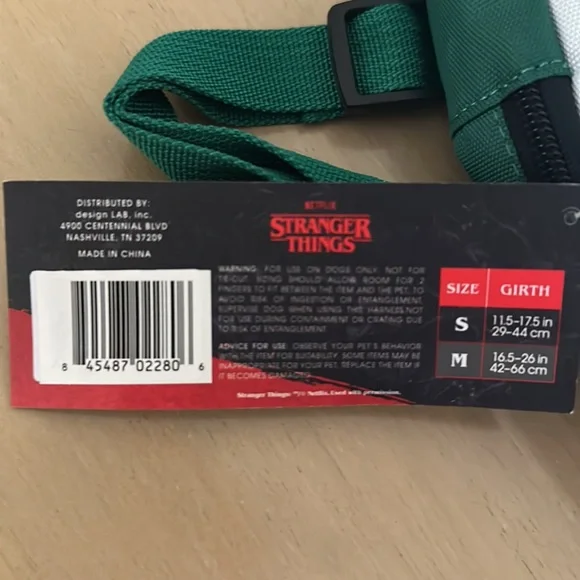 DISTRIBUTED BY:
design LAB, inc.
4900 CENTENNIAL BLVD
NASHVILLE, TN 37209
MADE IN CHINA
8 45487 02280 6
NETFLIX
STRANGER
THINGS
WARNING: FOR USE ON DOGS ONLY. NOT FOR
TIE-OUT. SIZING SHOULD ALLOW ROOM FOR 2
FINGERS TO FIT BETWEEN THE ITEM AND THE PET. TO
AVOID RISK OF INGESTION OR ENTANGLEMENT,
SUPERVISE DOG WHEN USING THIS HARNESS. NOT
FOR USE DURING CONTAINMENT OR CRATING DUE
TO RISK OF ENTANGLEMENT.
ADVICE FOR USE: OBSERVE YOUR PET'S BEHAVIOR
WITH THE ITEM FOR SUITABILITY. SOME ITEMS MAY BE
INAPPROPRIATE FOR YOUR PET. REPLACE THE ITEM IF
IT BECOMES DAMAGED.
Stranger Things: Netflix. Used with permission.
SIZE GIRTH
S 11.5-17.5 in
29-44 cm
M 16.5-26 in
42-66 cm